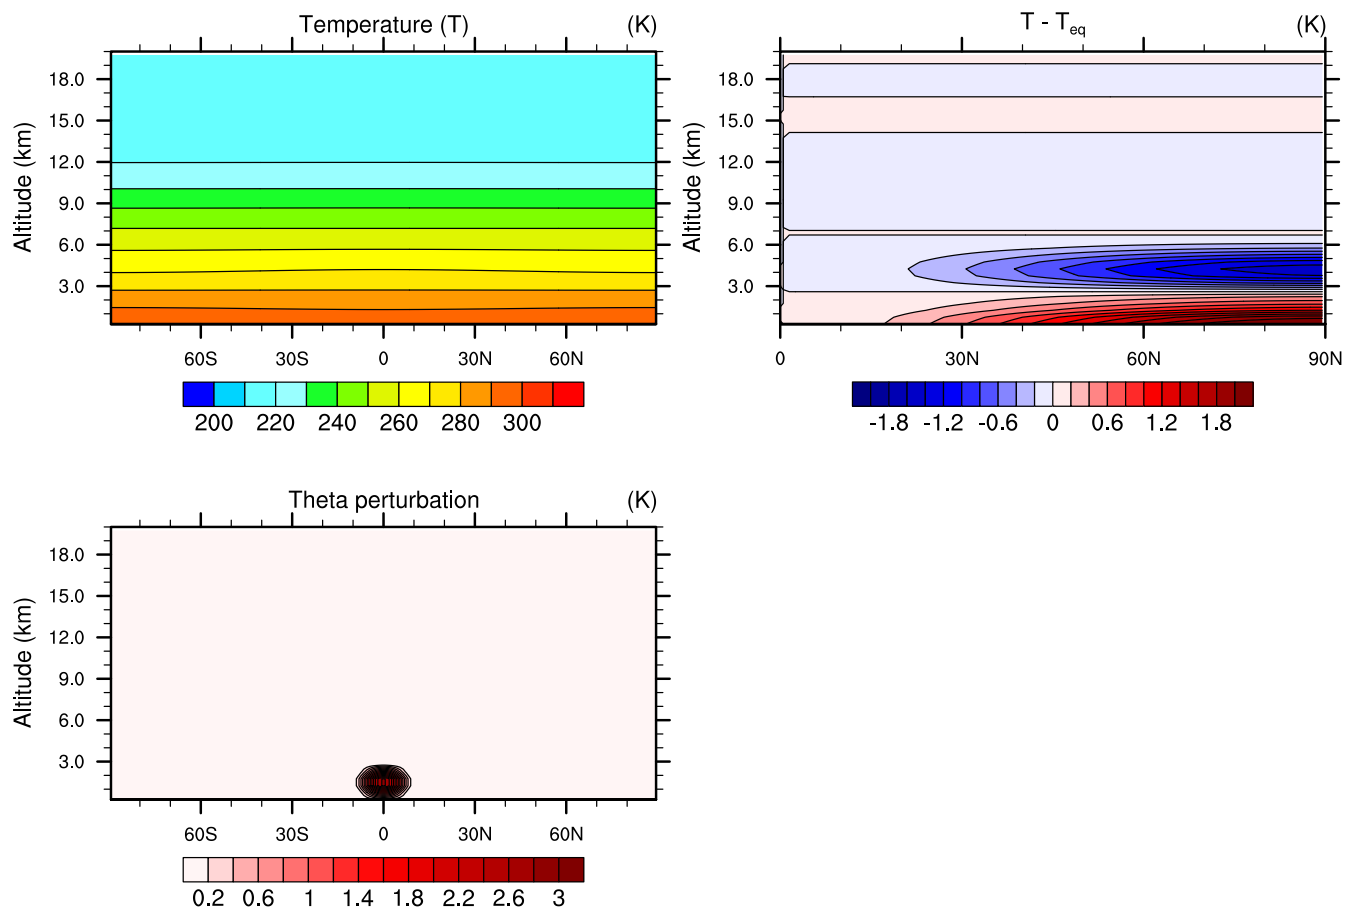 Temperature (T) (K)
Altitude (km)
18.0
15.0
12.0
9.0
6.0
3.0
60S 30S 0 30N 60N
200 220 240 260 280 300
T - Teq (K)
Altitude (km)
18.0
15.0
12.0
9.0
6.0
3.0
0 30N 60N 90N
-1.8 -1.2 -0.6 0 0.6 1.2 1.8
Theta perturbation (K)
Altitude (km)
18.0
15.0
12.0
9.0
6.0
3.0
60S 30S 0 30N 60N
0.2 0.6 1 1.4 1.8 2.2 2.6 3